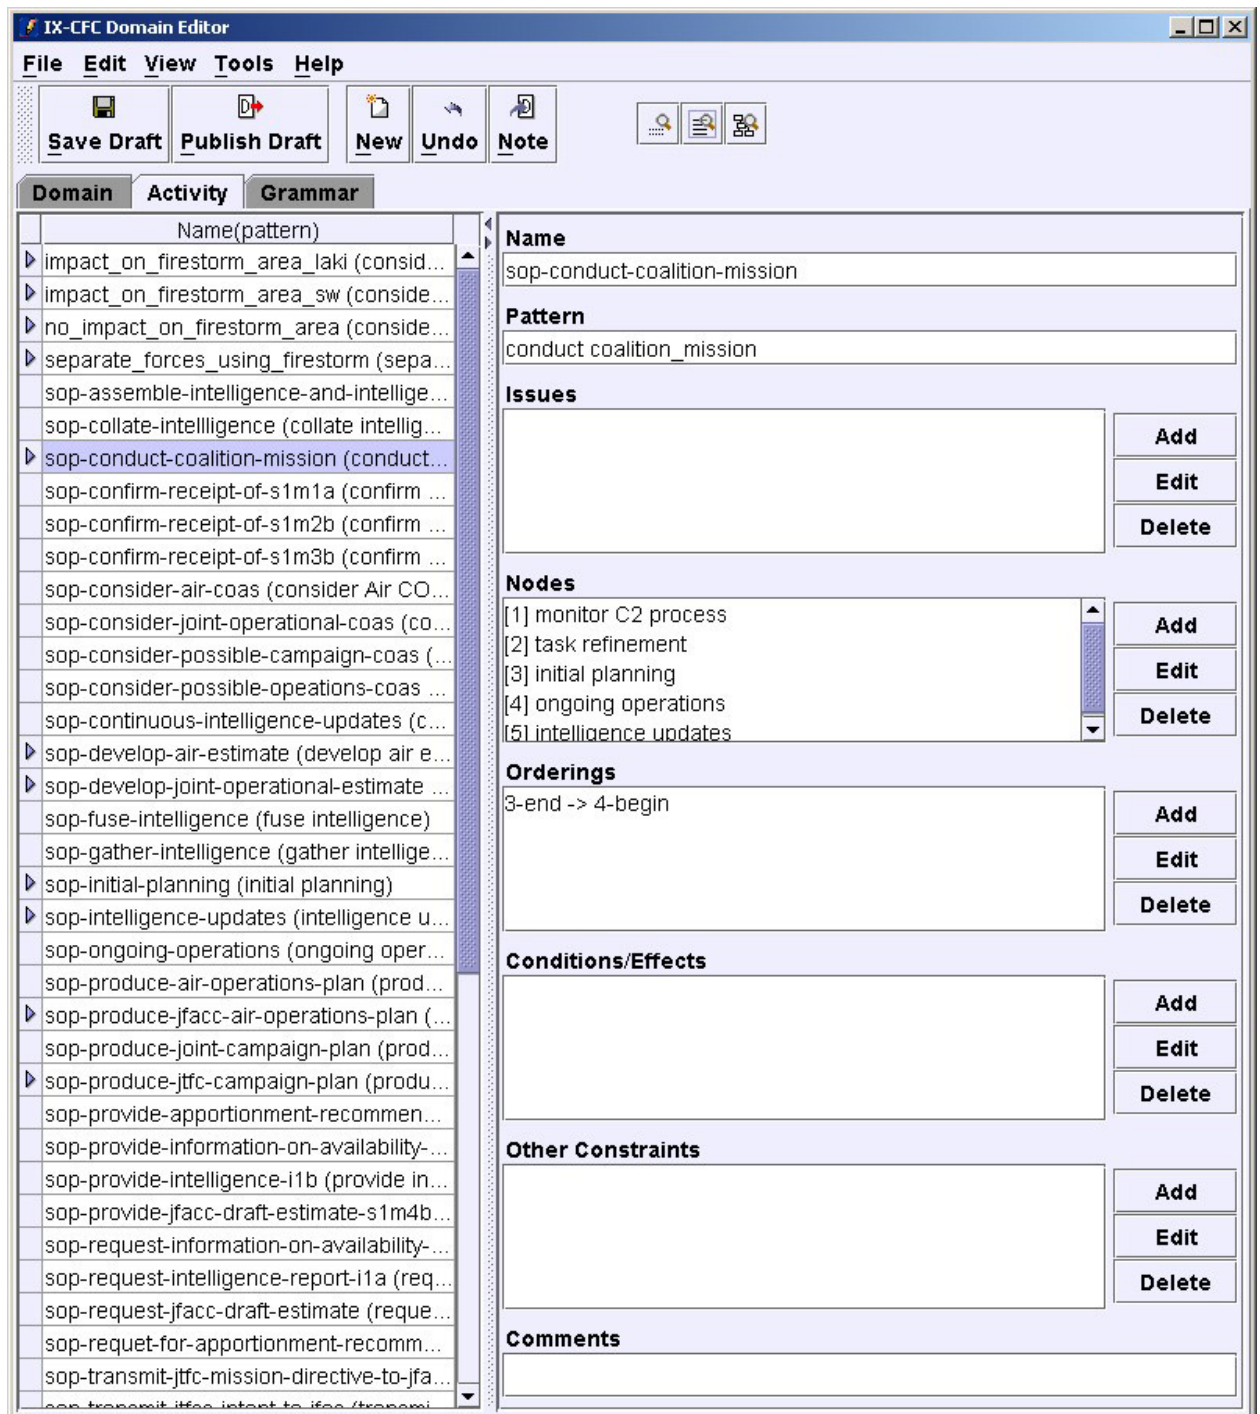 IX-CFC Domain Editor
File Edit View Tools Help
Save Draft Publish Draft New Undo Note
Domain Activity Grammar
Name(pattern)
impact_on_firestorm_area_laki (consid...
impact_on_firestorm_area_sw (conside...
no_impact_on_firestorm_area (conside...
separate_forces_using_firestorm (sepa...
sop-assemble-intelligence-and-intellige...
sop-collate-intellligence (collate intellig...
sop-conduct-coalition-mission (conduct...
sop-confirm-receipt-of-s1m1a (confirm ...
sop-confirm-receipt-of-s1m2b (confirm ...
sop-confirm-receipt-of-s1m3b (confirm ...
sop-consider-air-coas (consider Air CO...
sop-consider-joint-operational-coas (co...
sop-consider-possible-campaign-coas (...
sop-consider-possible-opeations-coas ...
sop-continuous-intelligence-updates (c...
sop-develop-air-estimate (develop air e...
sop-develop-joint-operational-estimate ...
sop-fuse-intelligence (fuse intelligence)
sop-gather-intelligence (gather intellige...
sop-initial-planning (initial planning)
sop-intelligence-updates (intelligence u...
sop-ongoing-operations (ongoing oper...
sop-produce-air-operations-plan (prod...
sop-produce-jfacc-air-operations-plan (...
sop-produce-joint-campaign-plan (prod...
sop-produce-jtfc-campaign-plan (produ...
sop-provide-apportionment-recommen...
sop-provide-information-on-availability-...
sop-provide-intelligence-i1b (provide in...
sop-provide-jfacc-draft-estimate-s1m4b...
sop-request-information-on-availability-...
sop-request-intelligence-report-i1a (req...
sop-request-jfacc-draft-estimate (reque...
sop-requet-for-apportionment-recomm...
sop-transmit-jtfc-mission-directive-to-jfa...
Name
sop-conduct-coalition-mission
Pattern
conduct coalition_mission
Issues
Add
Edit
Delete
Nodes
[1] monitor C2 process
[2] task refinement
[3] initial planning
[4] ongoing operations
[5] intelligence updates
Add
Edit
Delete
Orderings
3-end -> 4-begin
Add
Edit
Delete
Conditions/Effects
Add
Edit
Delete
Other Constraints
Add
Edit
Delete
Comments